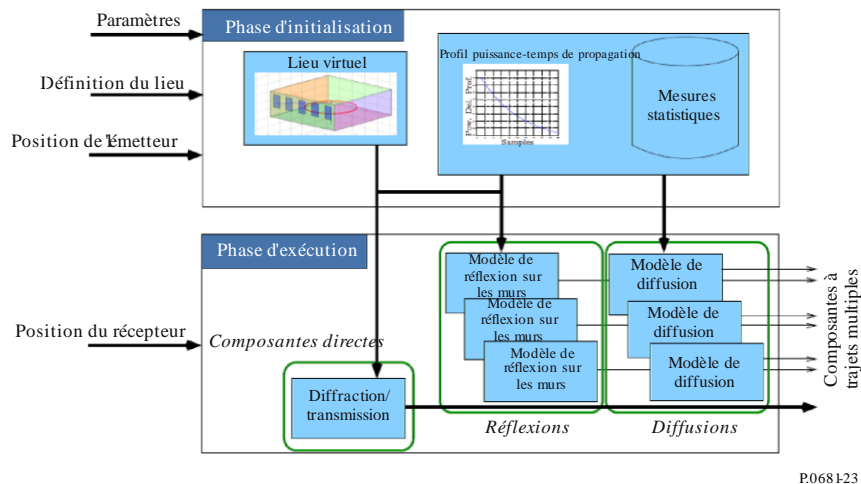 Paramètres
Définition du lieu
Position de l'émetteur
Phase d'initialisation
Lieu virtuel
Profil puissance-temps de propagation
Pow. Del. Prof.
Samples
Mesures
statistiques
Phase d'exécution
Position du récepteur
Composantes directes
Diffraction/
transmission
Modèle de
réflexion sur
les murs
Modèle de
réflexion sur
les murs
Modèle de
réflexion sur
les murs
Réflexions
Modèle de
diffusion
Modèle de
diffusion
Modèle de
diffusion
Diffusions
Composantes à
trajets multiples
P.0681-23